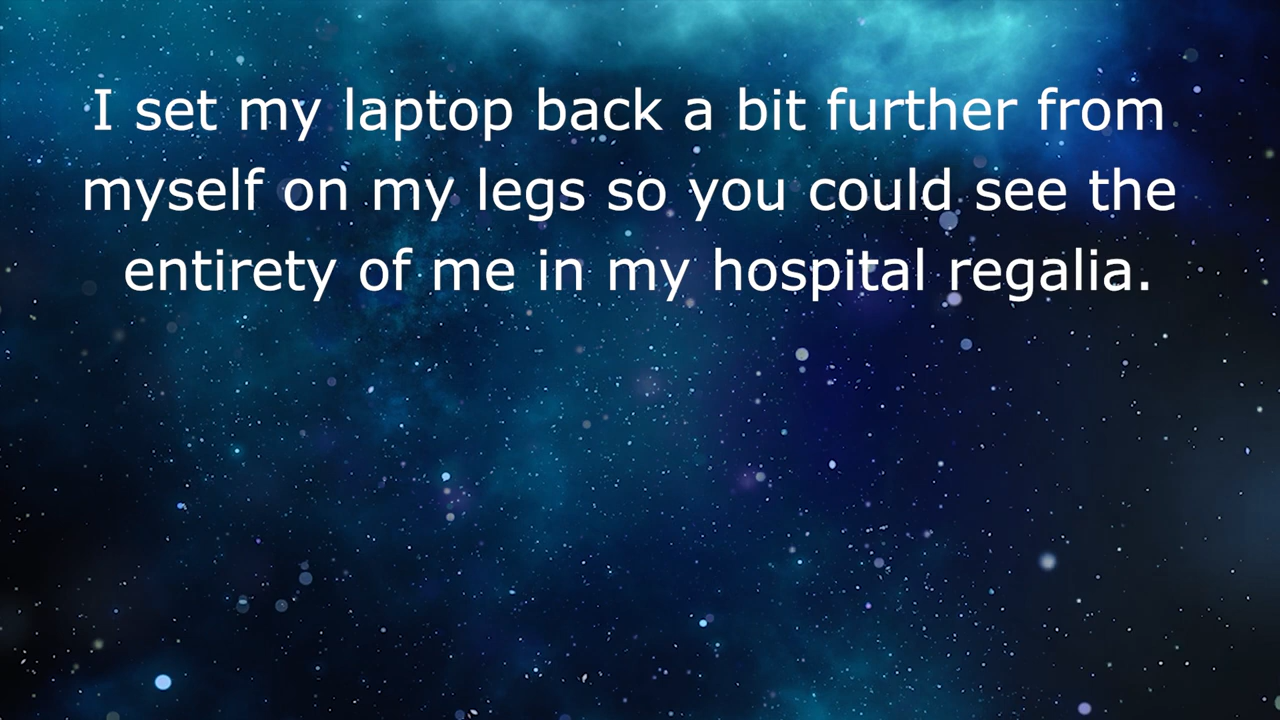 I set my laptop back a bit further from
myself on my legs so you could see the
entirety of me in my hospital regalia.